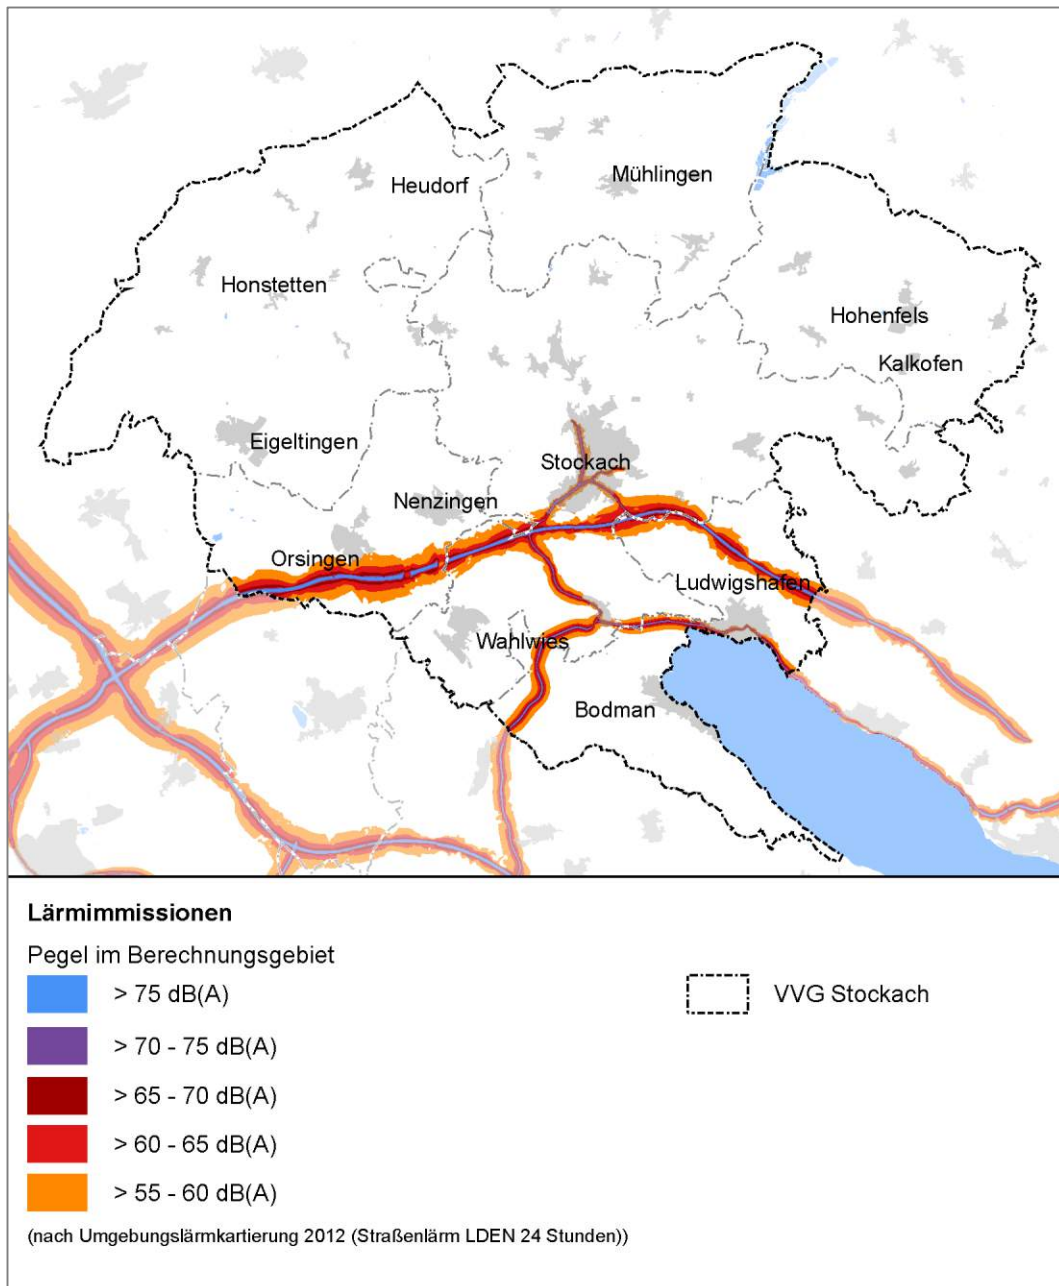 Heudorf
Mühlingen
Honstetten
Hohenfels
Kalkofen
Eigeltingen
Stockach
Nenzingen
Orsingen
Ludwigshafen
Wahlwies
Bodman
Lärmimmissionen
Pegel im Berechnungsgebiet
> 75 dB(A)
VVG Stockach
> 70 - 75 dB(A)
> 65 - 70 dB(A)
> 60 - 65 dB(A)
> 55 - 60 dB(A)
(nach Umgebungslärmkartierung 2012 (Straßenlärm LDEN 24 Stunden))